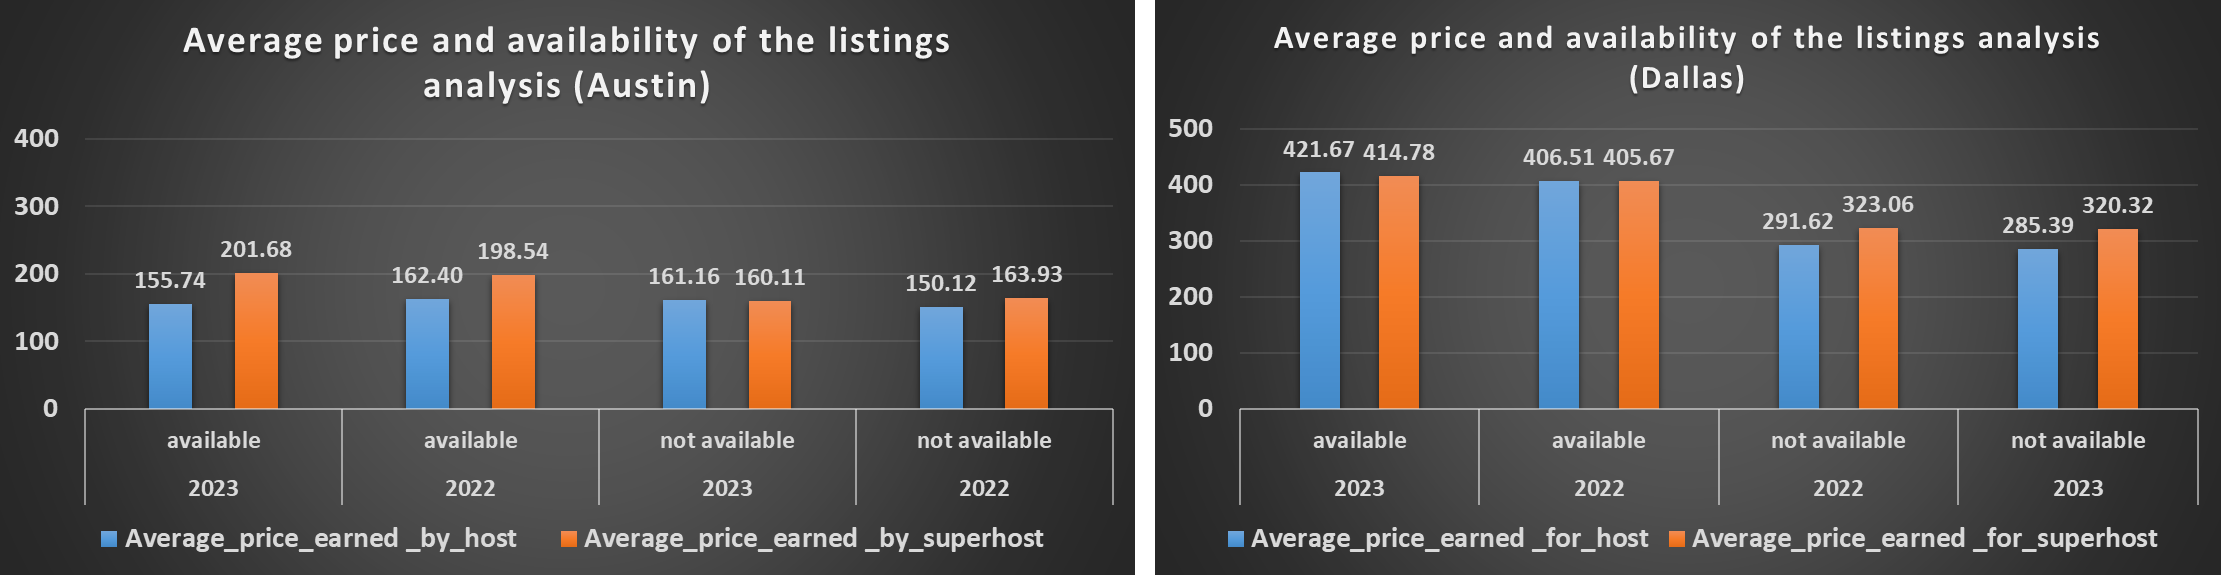 Average price and availability of the listings
analysis (Austin)
400
300
200
100
0
155.74
201.68
162.40
198.54
161.16
160.11
150.12
163.93
available
available
not available
not available
2023
2022
2023
2022
Average_price_earned _by_host
Average_price_earned _by_superhost
Average price and availability of the listings analysis
(Dallas)
500
400
300
200
100
0
421.67
414.78
406.51
405.67
291.62
323.06
285.39
320.32
available
available
not available
not available
2023
2022
2022
2023
Average_price_earned _for_host
Average_price_earned _for_superhost